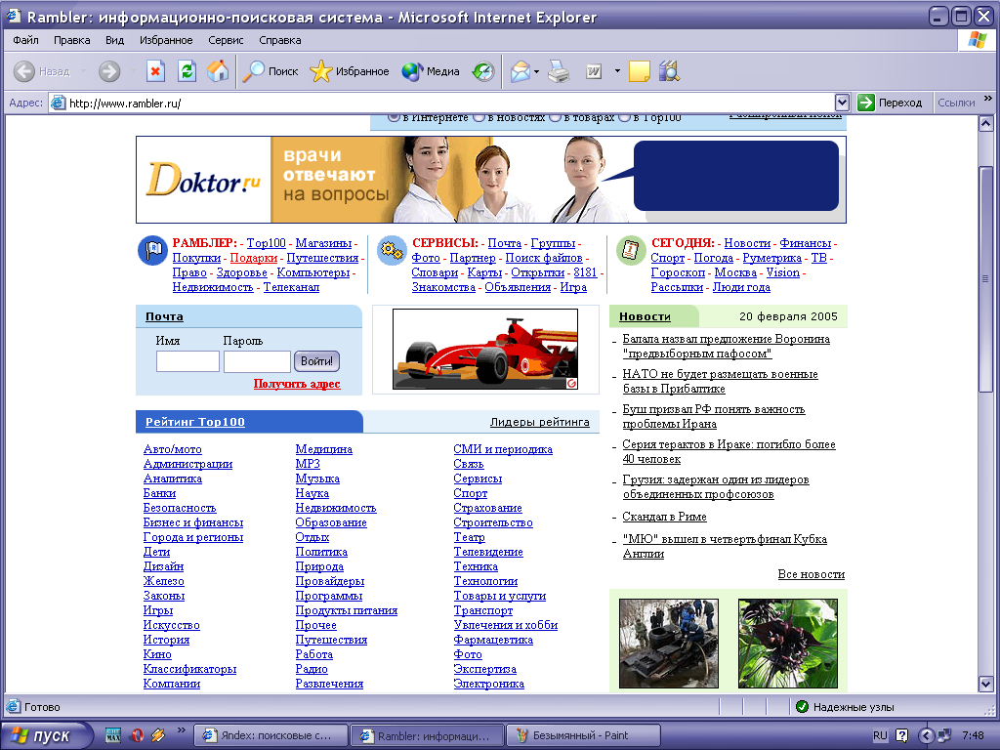 Rambler: информационно-поисковая система - Microsoft Internet Explorer
Файл Правка Вид Избранное Сервис Справка
Назад Поиск Избранное Медиа
Адрес: http://www.rambler.ru/ Переход Ссылки »
в Интернете в новостях в товарах в Top100 Расширенный поиск
Doktor.ru
врачи
отвечают
на вопросы
РАМБЛЕР: - Top100 - Магазины -
Покупки - Подарки - Путешествия -
Право - Здоровье - Компьютеры -
Недвижимость - Телеканал
СЕРВИСЫ: - Почта - Группы -
Фото - Партнер - Поиск файлов -
Словари - Карты - Открытки - 8181 -
Знакомства - Объявления - Игра
СЕГОДНЯ: - Новости - Финансы -
Спорт - Погода - Руметрика - ТВ -
Гороскоп - Москва - Vision -
Рассылки - Люди года
Почта
Имя Пароль
Войти!
Получить адрес
Новости 20 февраля 2005
- Балала назвал предложение Воронина
"предвыборным пафосом"
- НАТО не будет размещать военные
базы в Прибалтике
- Буш призвал РФ понять важность
проблемы Ирана
- Серия терактов в Ираке: погибло более
40 человек
- Грузия: задержан один из лидеров
объединенных профсоюзов
- Скандал в Риме
- "МЮ" вышел в четвертьфинал Кубка
Англии
Все новости
Рейтинг Top100 Лидеры рейтинга
Авто/мото
Администрации
Аналитика
Банки
Безопасность
Бизнес и финансы
Города и регионы
Дети
Дизайн
Железо
Законы
Игры
Искусство
История
Кино
Классификаторы
Компании
Медицина
MP3
Музыка
Наука
Недвижимость
Образование
Отдых
Политика
Природа
Провайдеры
Программы
Продукты питания
Прочее
Путешествия
Работа
Радио
Развлечения
СМИ и периодика
Связь
Сервисы
Спорт
Страхование
Строительство
Театр
Телевидение
Техника
Технологии
Товары и услуги
Транспорт
Увлечения и хобби
Фармацевтика
Фото
Экспертиза
Электроника
Готово Надежные узлы
пуск » Яndex: поисковые с... Rambler: информаци... Безымянный - Paint RU 7:48